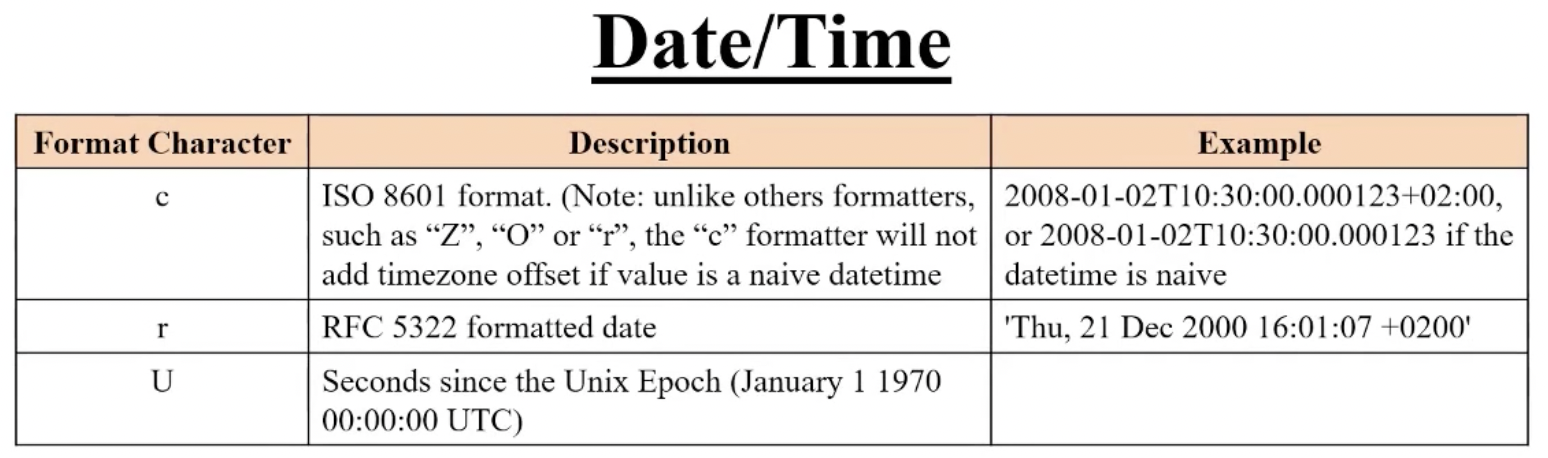 Date/Time
Format Character
Description
Example
c
ISO 8601 format. (Note: unlike others formatters,
such as “Z”, “O” or “r”, the “c” formatter will not
add timezone offset if value is a naive datetime
2008-01-02T10:30:00.000123+02:00,
or 2008-01-02T10:30:00.000123 if the
datetime is naive
r
RFC 5322 formatted date
'Thu, 21 Dec 2000 16:01:07 +0200'
U
Seconds since the Unix Epoch (January 1 1970
00:00:00 UTC)